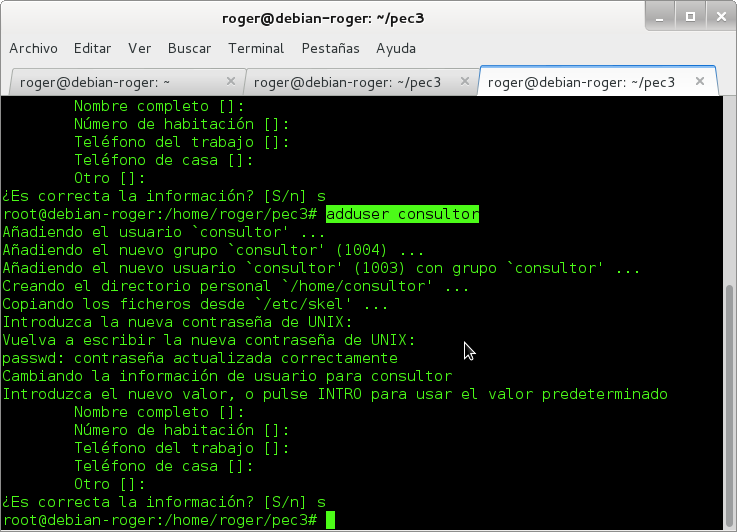 roger@debian-roger: ~/pec3
Archivo Editar Ver Buscar Terminal Pestañas Ayuda
roger@debian-roger: ~ roger@debian-roger: ~/pec3 roger@debian-roger: ~/pec3
Nombre completo []:
Número de habitación []:
Teléfono del trabajo []:
Teléfono de casa []:
Otro []:
¿Es correcta la información? [S/n] s
root@debian-roger:/home/roger/pec3# adduser consultor
Añadiendo el usuario `consultor' ...
Añadiendo el nuevo grupo `consultor' (1004) ...
Añadiendo el nuevo usuario `consultor' (1003) con grupo `consultor' ...
Creando el directorio personal `/home/consultor' ...
Copiando los ficheros desde `/etc/skel' ...
Introduzca la nueva contraseña de UNIX:
Vuelva a escribir la nueva contraseña de UNIX:
passwd: contraseña actualizada correctamente
Cambiando la información de usuario para consultor
Introduzca el nuevo valor, o pulse INTRO para usar el valor predeterminado
Nombre completo []:
Número de habitación []:
Teléfono del trabajo []:
Teléfono de casa []:
Otro []:
¿Es correcta la información? [S/n] s
root@debian-roger:/home/roger/pec3#